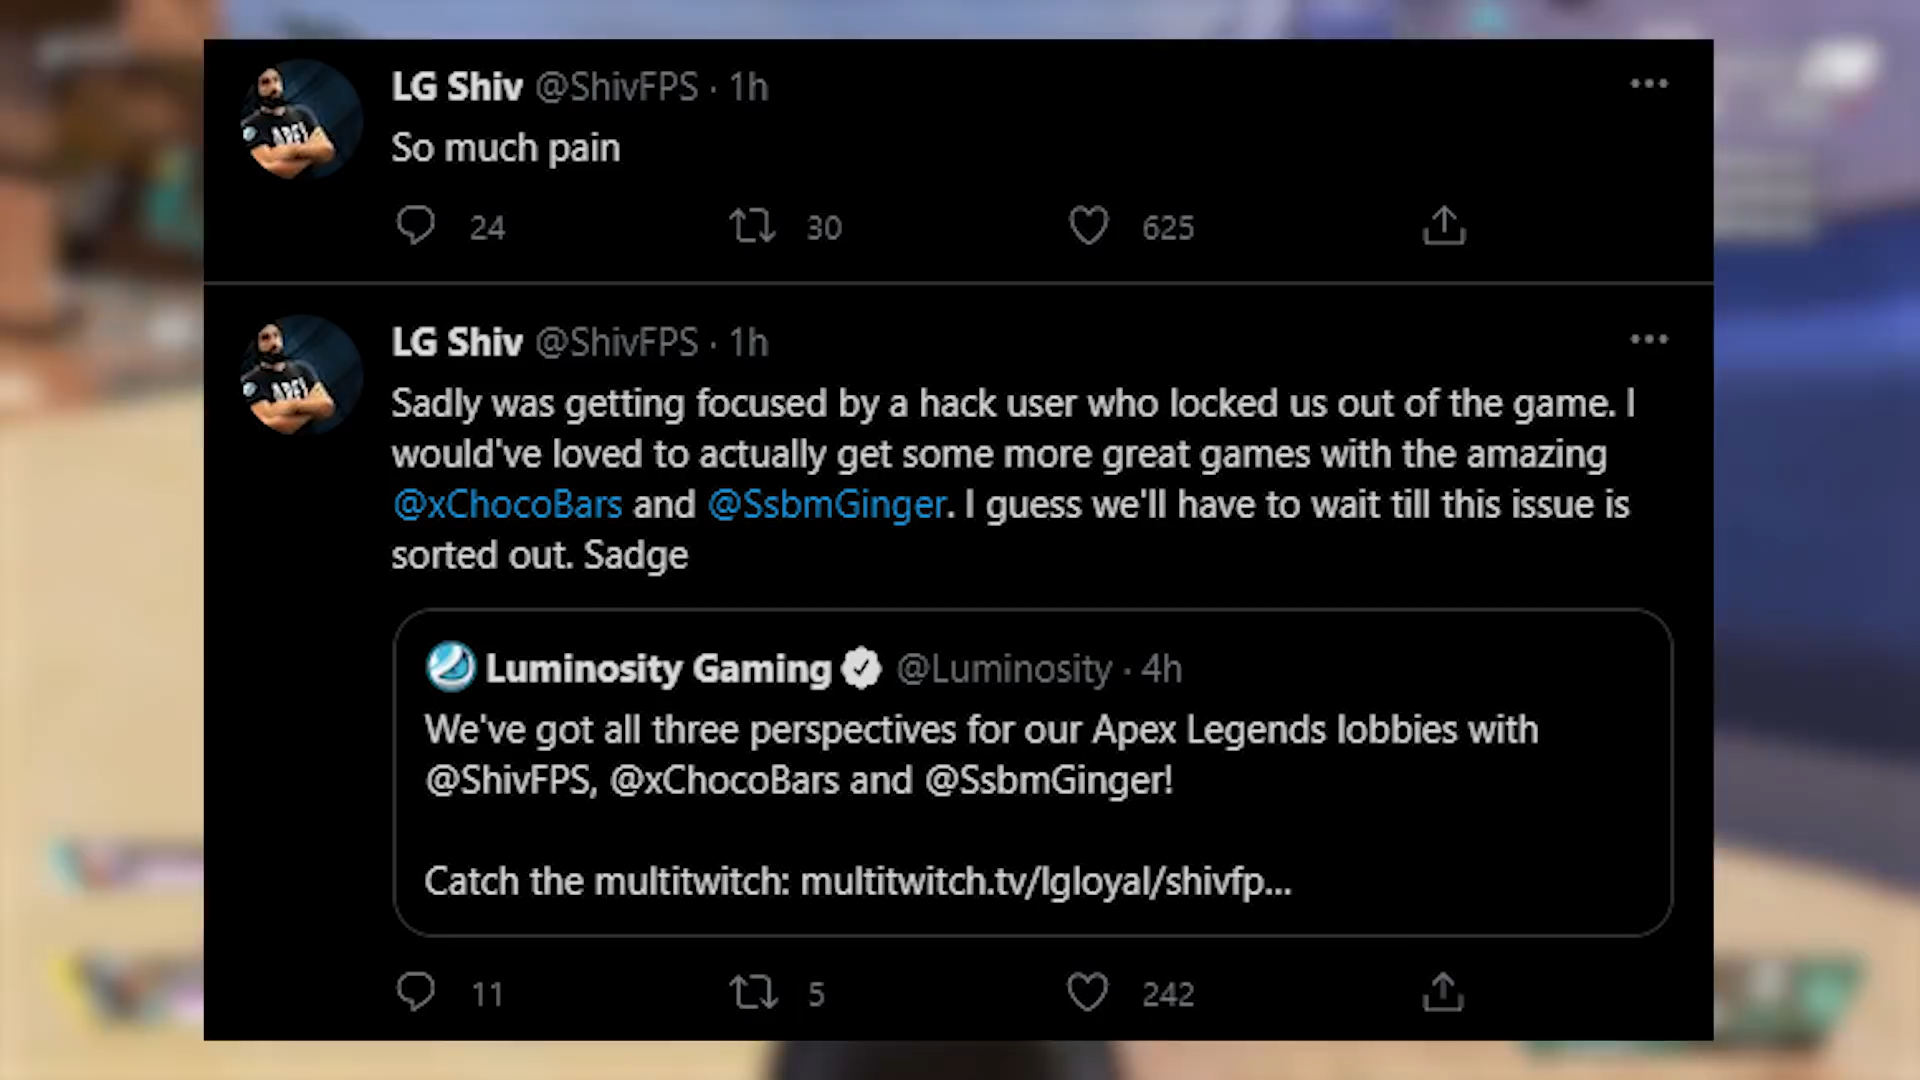 LG Shiv @ShivFPS · 1h
So much pain
24 30 625
LG Shiv @ShivFPS · 1h
Sadly was getting focused by a hack user who locked us out of the game. I
would've loved to actually get some more great games with the amazing
@xChocoBars and @SsbmGinger. I guess we'll have to wait till this issue is
sorted out. Sadge
Luminosity Gaming @Luminosity · 4h
We've got all three perspectives for our Apex Legends lobbies with
@ShivFPS, @xChocoBars and @SsbmGinger!
Catch the multitwitch: multitwitch.tv/lgloyal/shivfp...
11 5 242